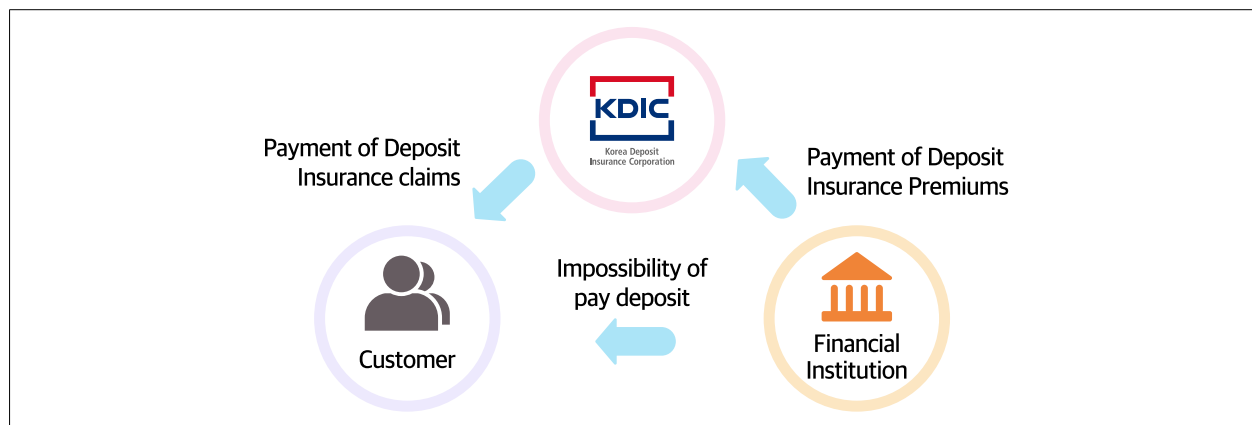 KDIC
Korea Deposit
Insurance Corporation
Payment of Deposit
Insurance claims
Payment of Deposit
Insurance Premiums
Impossibility of
pay deposit
Customer
Financial
Institution